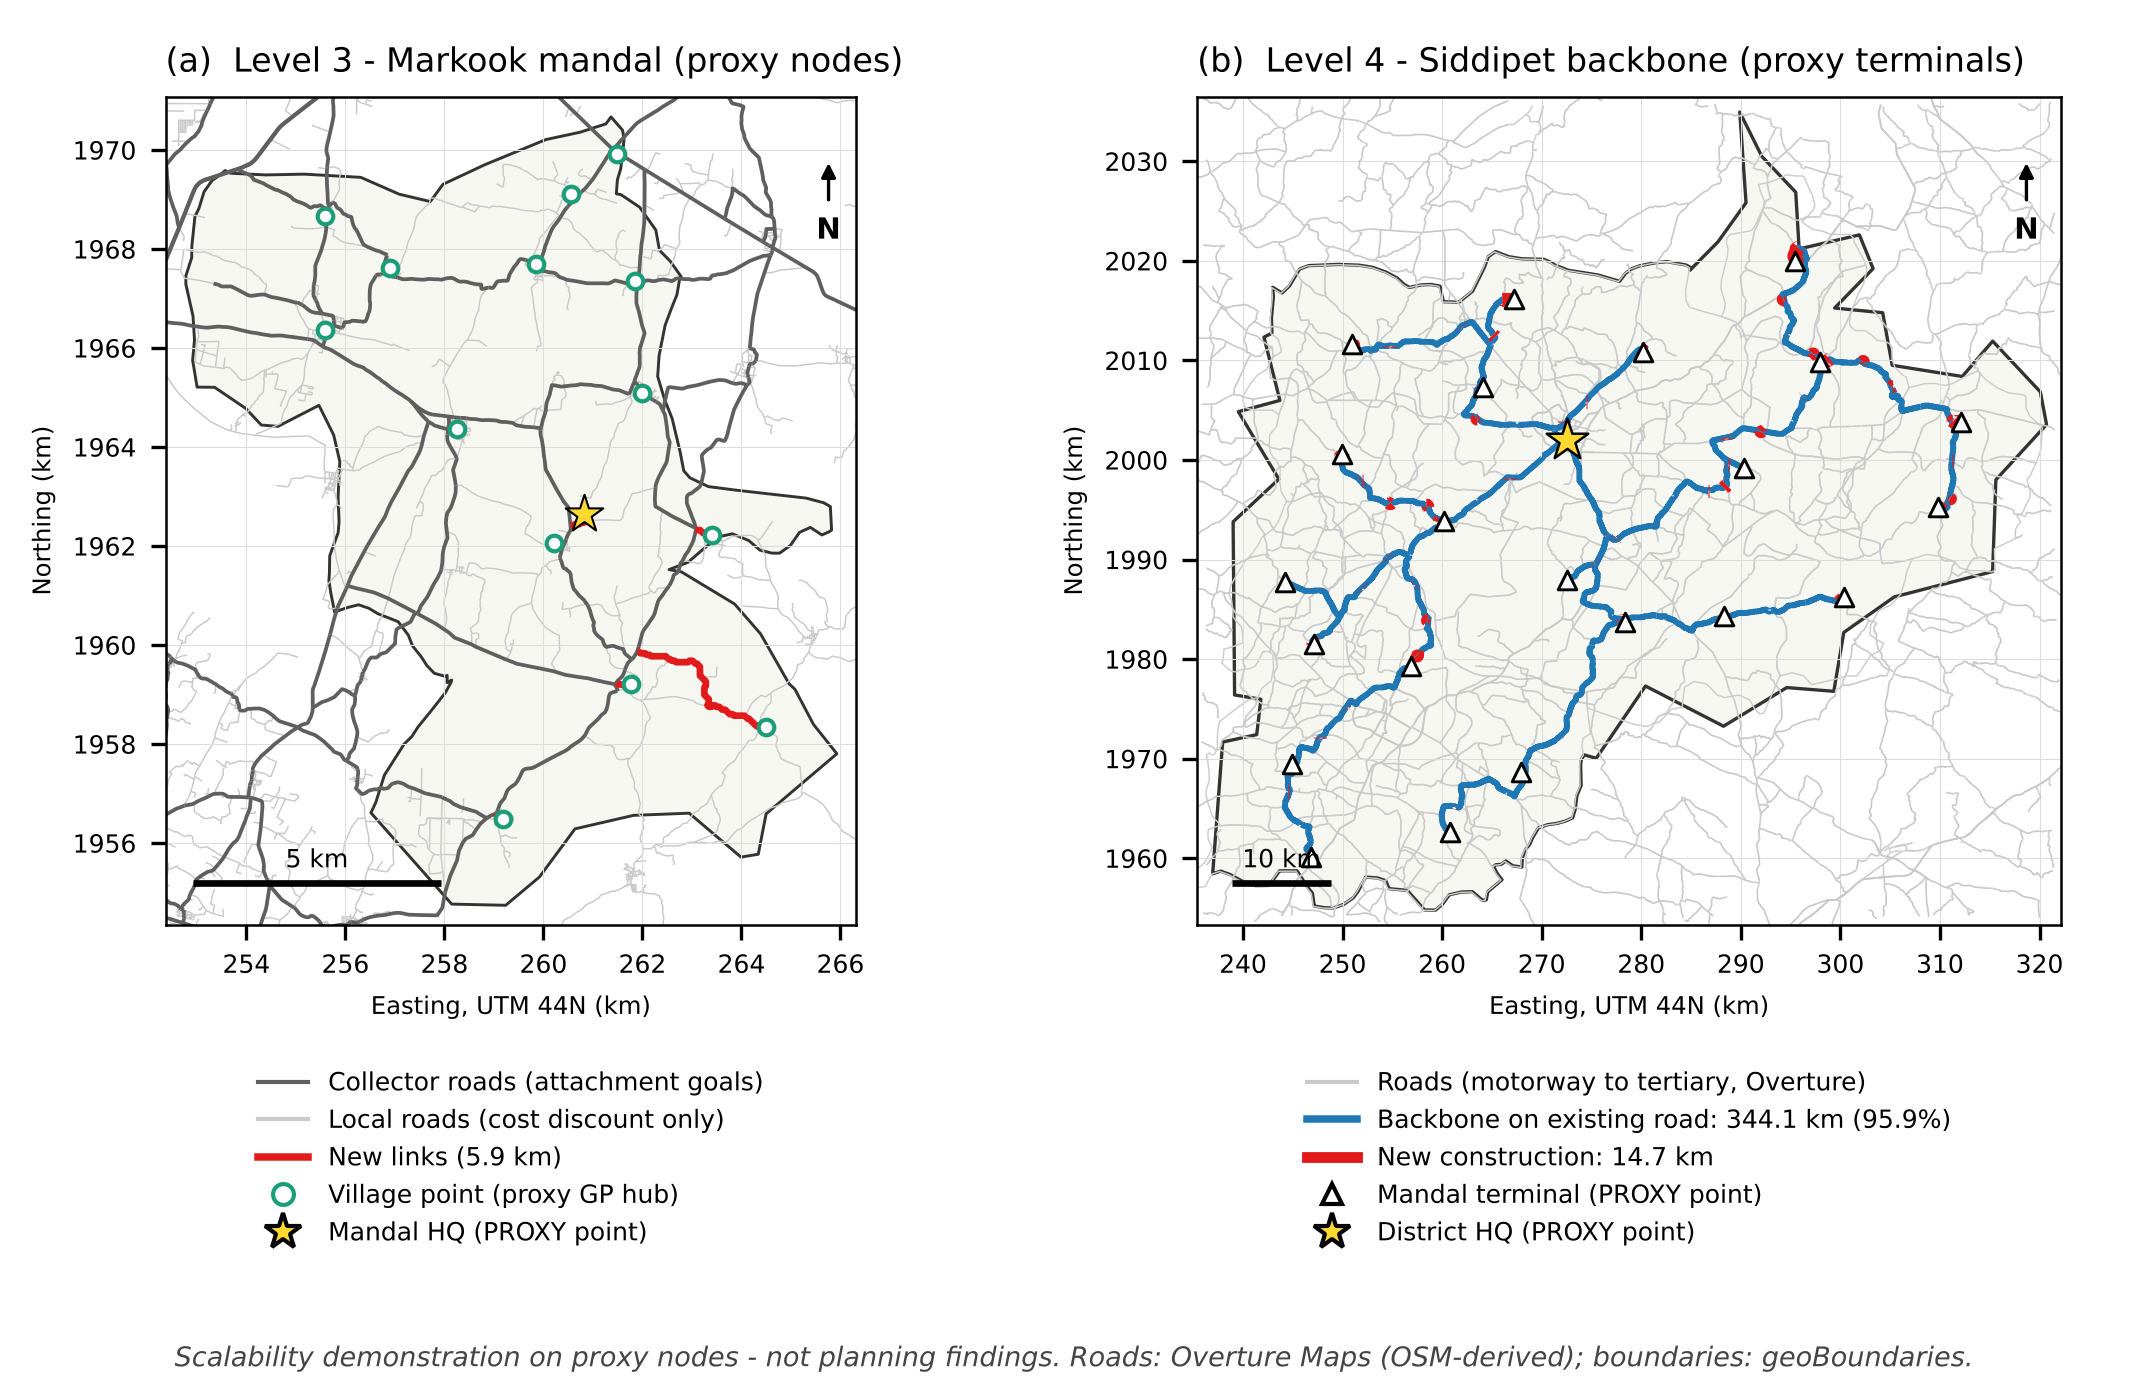 (a)  Level 3 - Markook mandal (proxy nodes)
1970
1968
1966
1964
1962
1960
1958
1956
Northing (km)
N
5 km
254 256 258 260 262 264 266
Easting, UTM 44N (km)
Collector roads (attachment goals)
Local roads (cost discount only)
New links (5.9 km)
Village point (proxy GP hub)
Mandal HQ (PROXY point)
(b)  Level 4 - Siddipet backbone (proxy terminals)
2030
2020
2010
2000
1990
1980
1970
1960
Northing (km)
N
10 km
240 250 260 270 280 290 300 310 320
Easting, UTM 44N (km)
Roads (motorway to tertiary, Overture)
Backbone on existing road: 344.1 km (95.9%)
New construction: 14.7 km
Mandal terminal (PROXY point)
District HQ (PROXY point)
Scalability demonstration on proxy nodes - not planning findings. Roads: Overture Maps (OSM-derived); boundaries: geoBoundaries.